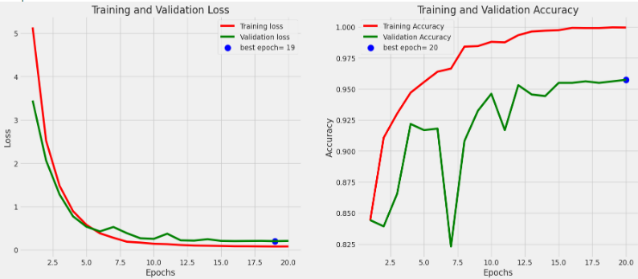 Training and Validation Loss
Training loss
Validation loss
best epoch= 19
5
4
3
2
1
0
Loss
2.5 5.0 7.5 10.0 12.5 15.0 17.5 20.0
Epochs
Training and Validation Accuracy
Training Accuracy
Validation Accuracy
best epoch= 20
1.000
0.975
0.950
0.925
0.900
0.875
0.850
0.825
Accuracy
2.5 5.0 7.5 10.0 12.5 15.0 17.5 20.0
Epochs